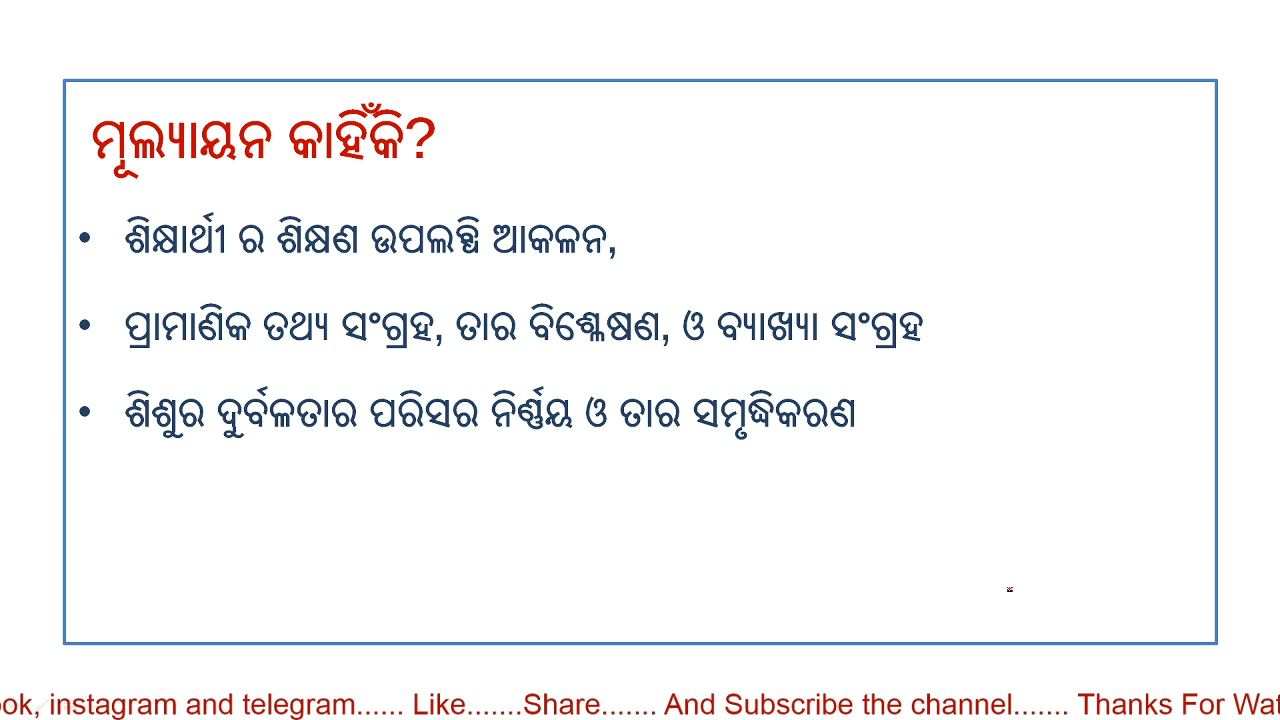 ମୂଲ୍ୟାୟନ କାହିଁକି?
• ଶିକ୍ଷାର୍ଥୀ ର ଶିକ୍ଷଣ ଉପଲବ୍ଧି ଆକଳନ,
• ପ୍ରାମାଣିକ ତଥ୍ୟ ସଂଗ୍ରହ, ତାର ବିଶ୍ଳେଷଣ, ଓ ବ୍ୟାଖ୍ୟା ସଂଗ୍ରହ
• ଶିଶୁର ଦୁର୍ବଳତାର ପରିସର ନିର୍ଣ୍ଣୟ ଓ ତାର ସମୃଦ୍ଧିକରଣ
ook, instagram and telegram...... Like.......Share....... And Subscribe the channel....... Thanks For Wat